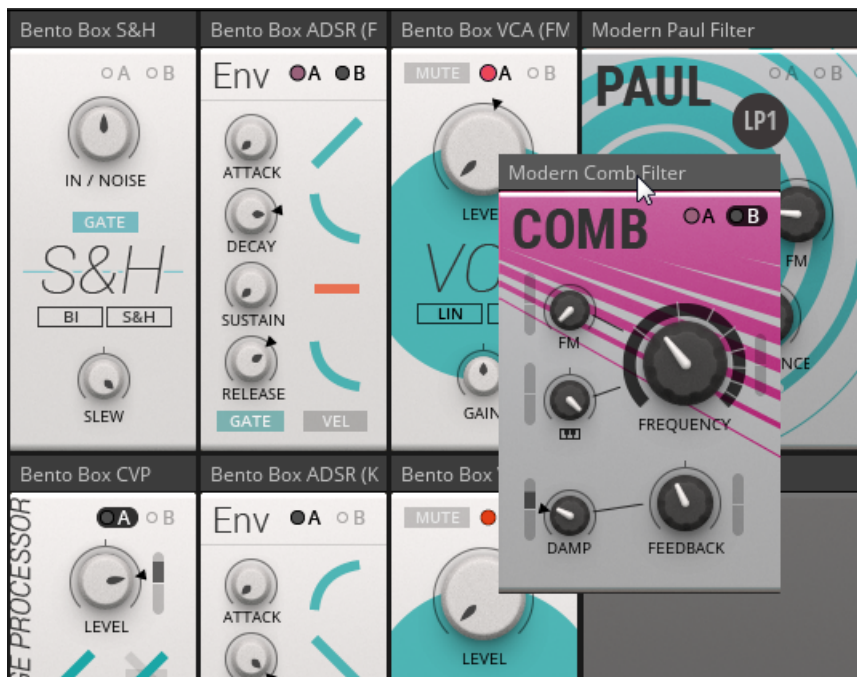 Bento Box S&H
A B
IN / NOISE
GATE
S&H
BI S&H
SLEW
Bento Box ADSR (F
Env A B
ATTACK
DECAY
SUSTAIN
RELEASE
GATE VEL
Bento Box VCA (FM
MUTE A B
LEVE
VC
LIN
GAIN
Modern Paul Filter
A B
PAUL
LP1
FM
NCE
Modern Comb Filter
COMB A B
FM
FREQUENCY
DAMP FEEDBACK
Bento Box CVP
A B
GE PROCESSOR
LEVEL
Bento Box ADSR (K
Env A B
ATTACK
Bento Box
MUTE
LEVEL